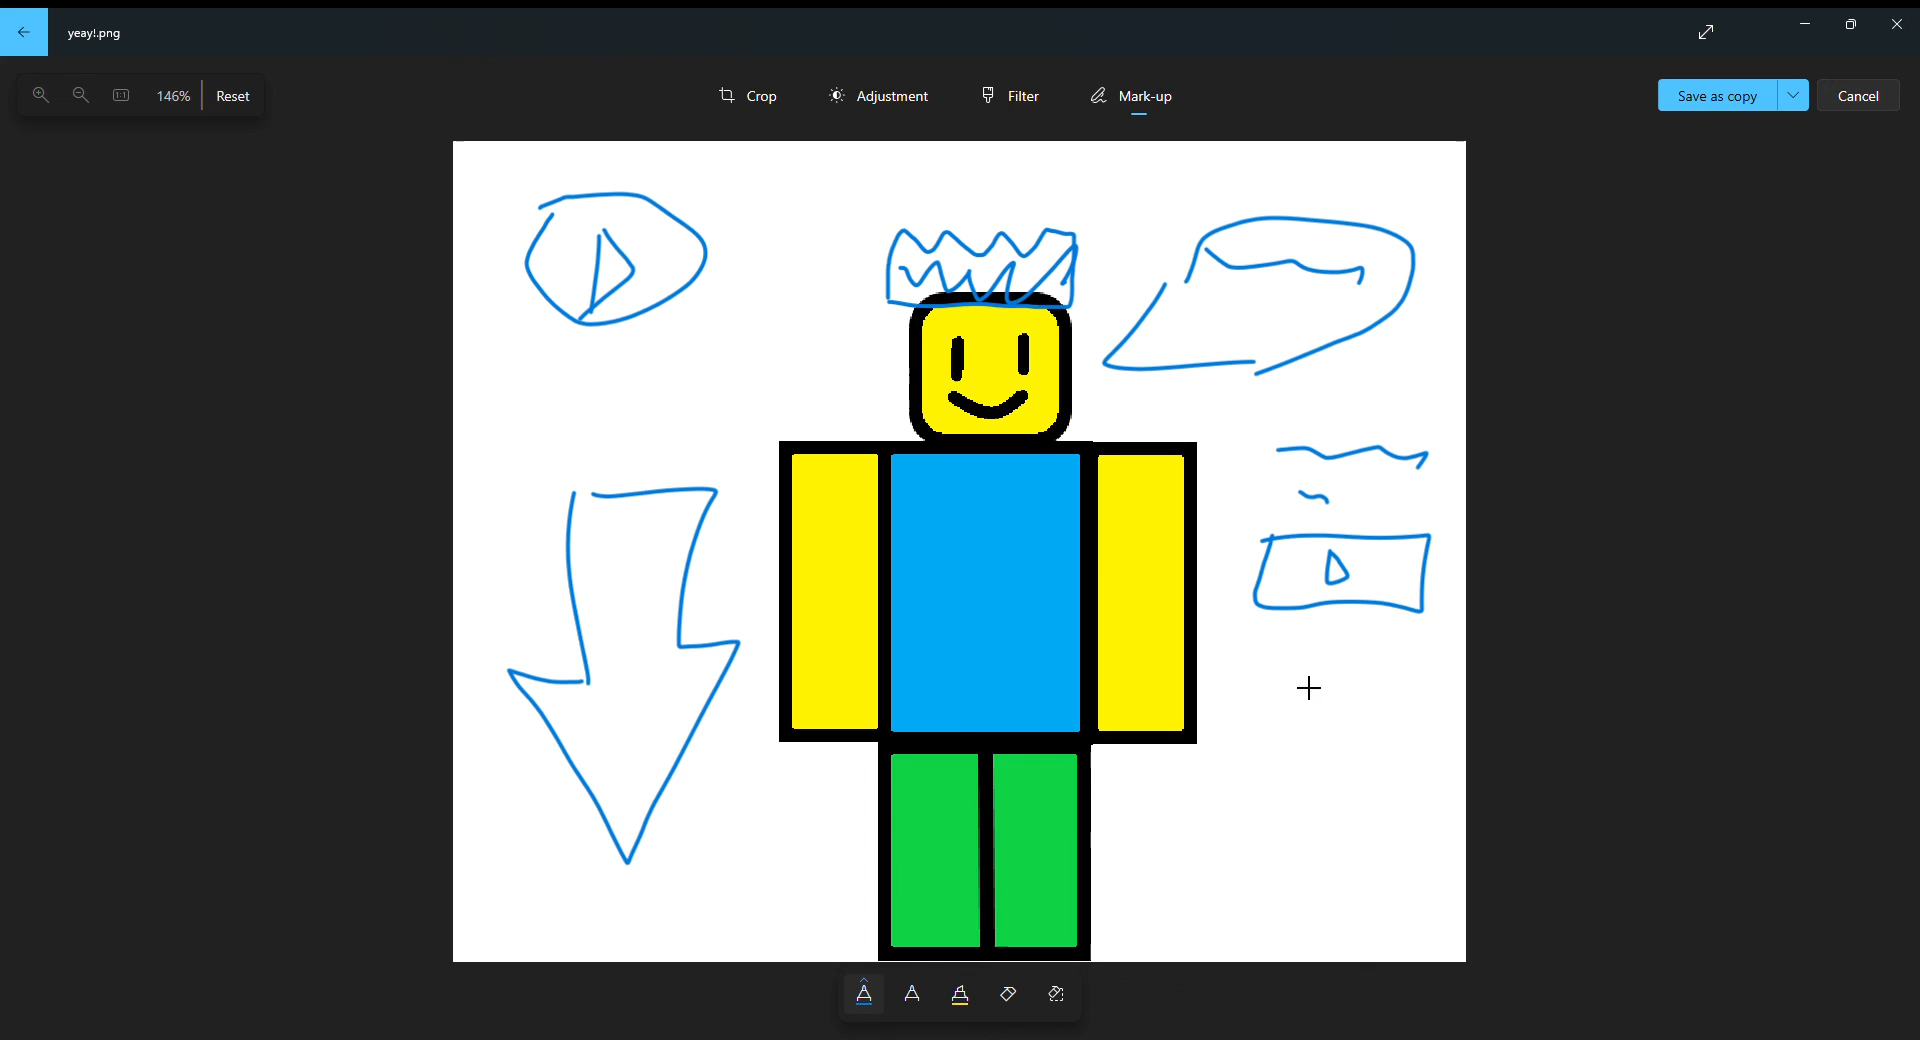 yeay!.png
146% Reset
Crop Adjustment Filter Mark-up
Save as copy Cancel